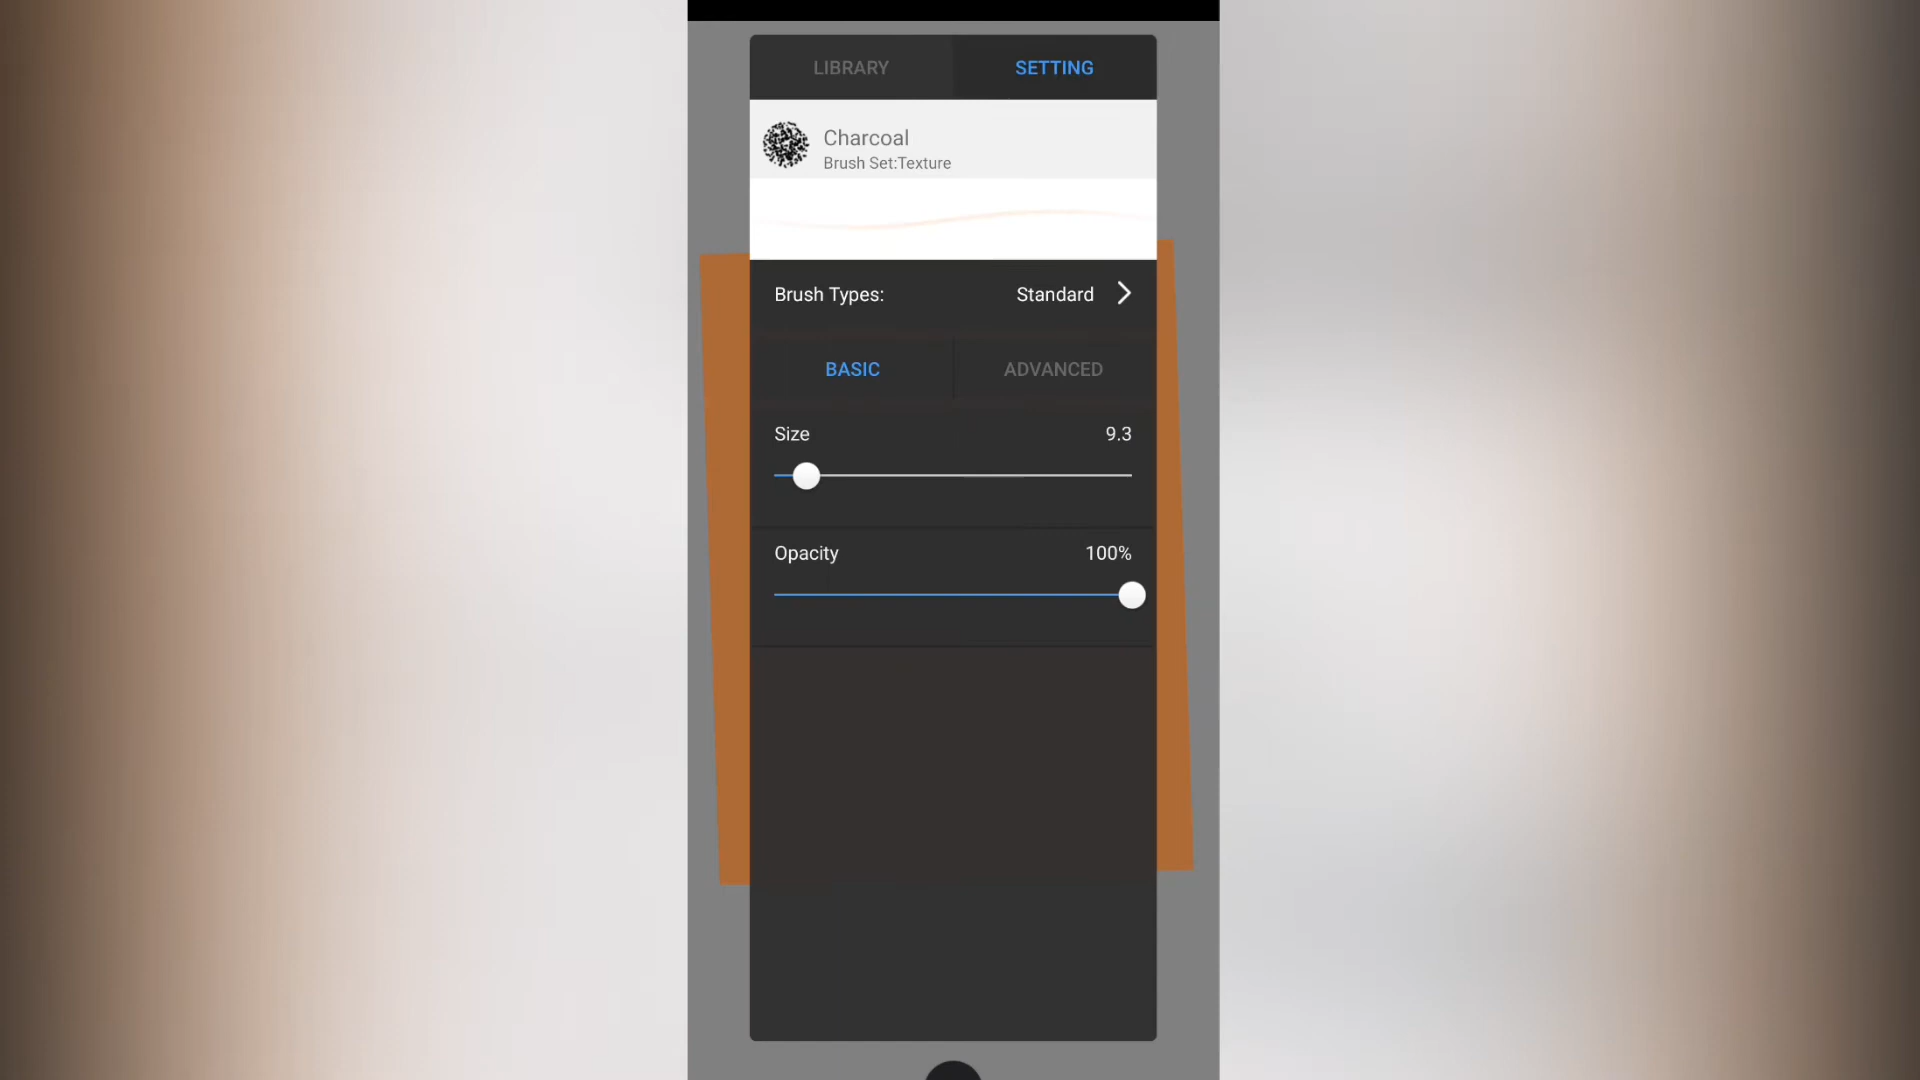 LIBRARY SETTING
Charcoal
Brush Set:Texture
Brush Types: Standard
BASIC ADVANCED
Size 9.3
Opacity 100%